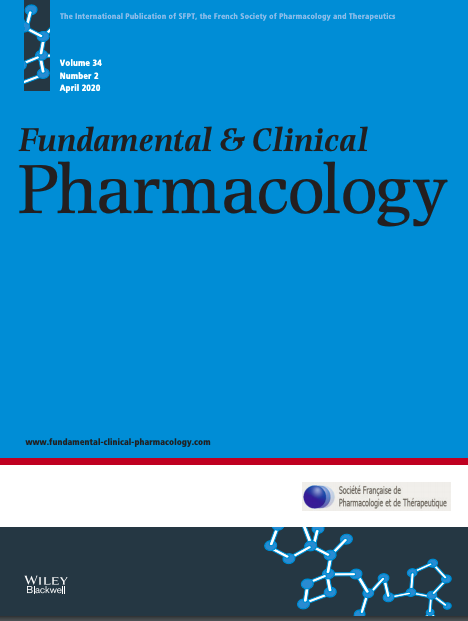 The International Publication of SFPT, the French Society of Pharmacology and Therapeutics
Volume 34
Number 2
April 2020
Fundamental & Clinical
Pharmacology
www.fundamental-clinical-pharmacology.com
Société Française de
Pharmacologie et de Thérapeutique
WILEY
Blackwell